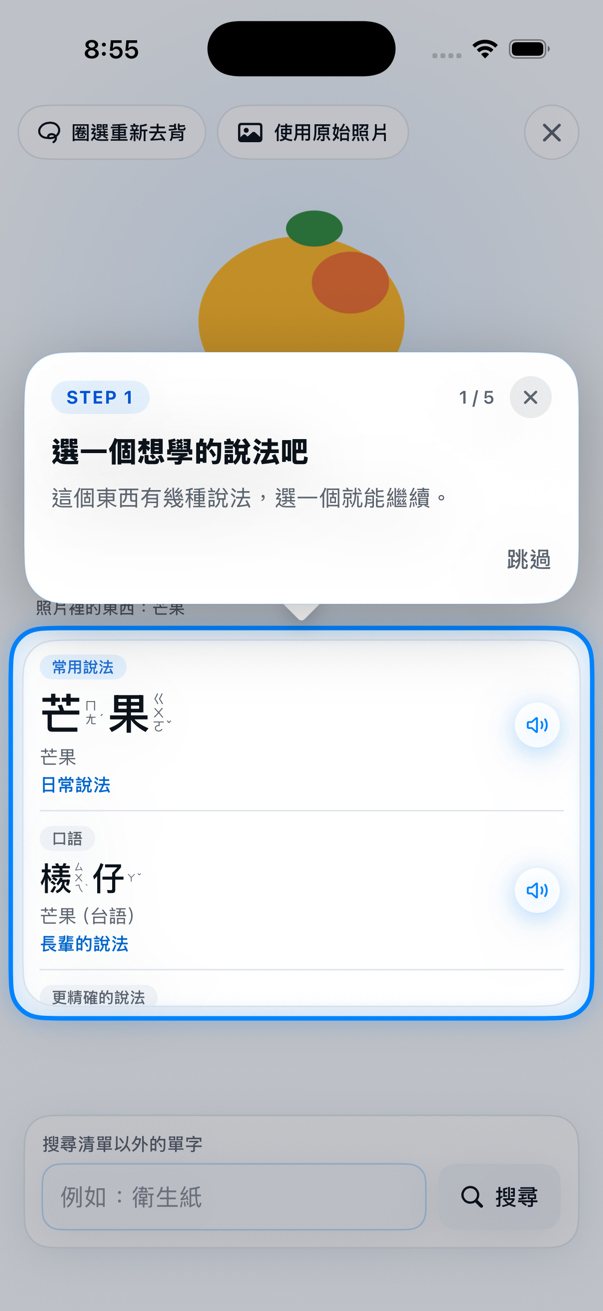 8:55
圈選重新去背
使用原始照片
STEP 1
1 / 5
選一個想學的說法吧
這個東西有幾種說法，選一個就能繼續。
跳過
照片裡的東西：芒果
常用說法
芒ㄇㄤˊ果ㄍㄨㄛˇ
芒果
日常說法
口語
檨ㄙㄨㄟˋ仔ㄚˇ
芒果 (台語)
長輩的說法
更精確的說法
搜尋清單以外的單字
例如：衛生紙
搜尋